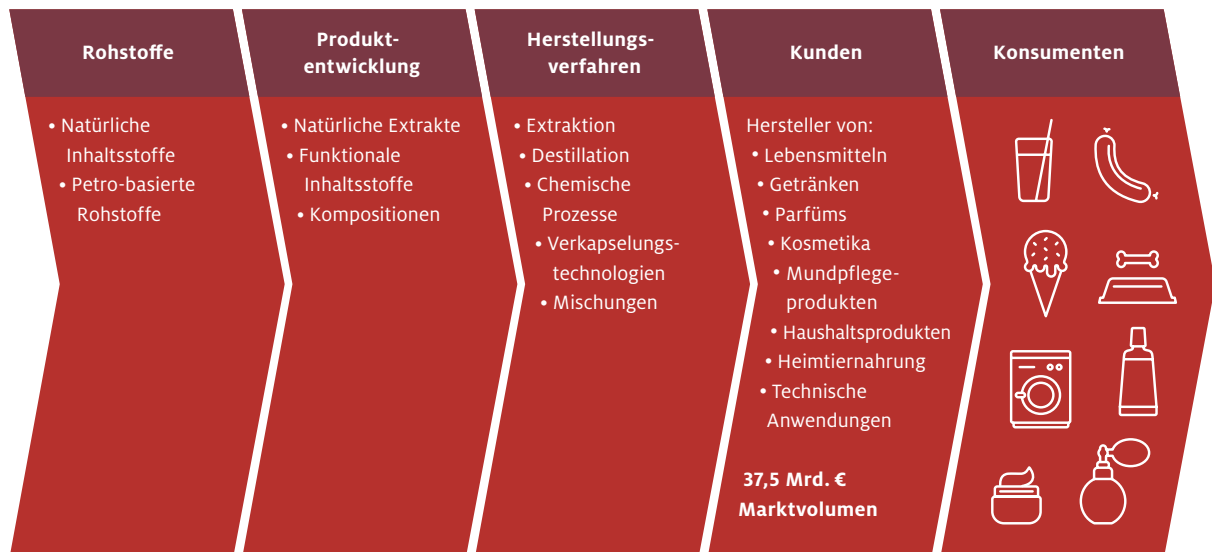 Rohstoffe
• Natürliche
Inhaltsstoffe
• Petro-basierte
Rohstoffe
Produkt-
entwicklung
• Natürliche Extrakte
• Funktionale
Inhaltsstoffe
• Kompositionen
Herstellungs-
verfahren
• Extraktion
• Destillation
• Chemische
Prozesse
• Verkapselungs-
technologien
• Mischungen
Kunden
Hersteller von:
• Lebensmitteln
• Getränken
• Parfüms
• Kosmetika
• Mundpflege-
produkten
• Haushaltsprodukten
• Heimtiernahrung
• Technische
Anwendungen
37,5 Mrd. €
Marktvolumen
Konsumenten